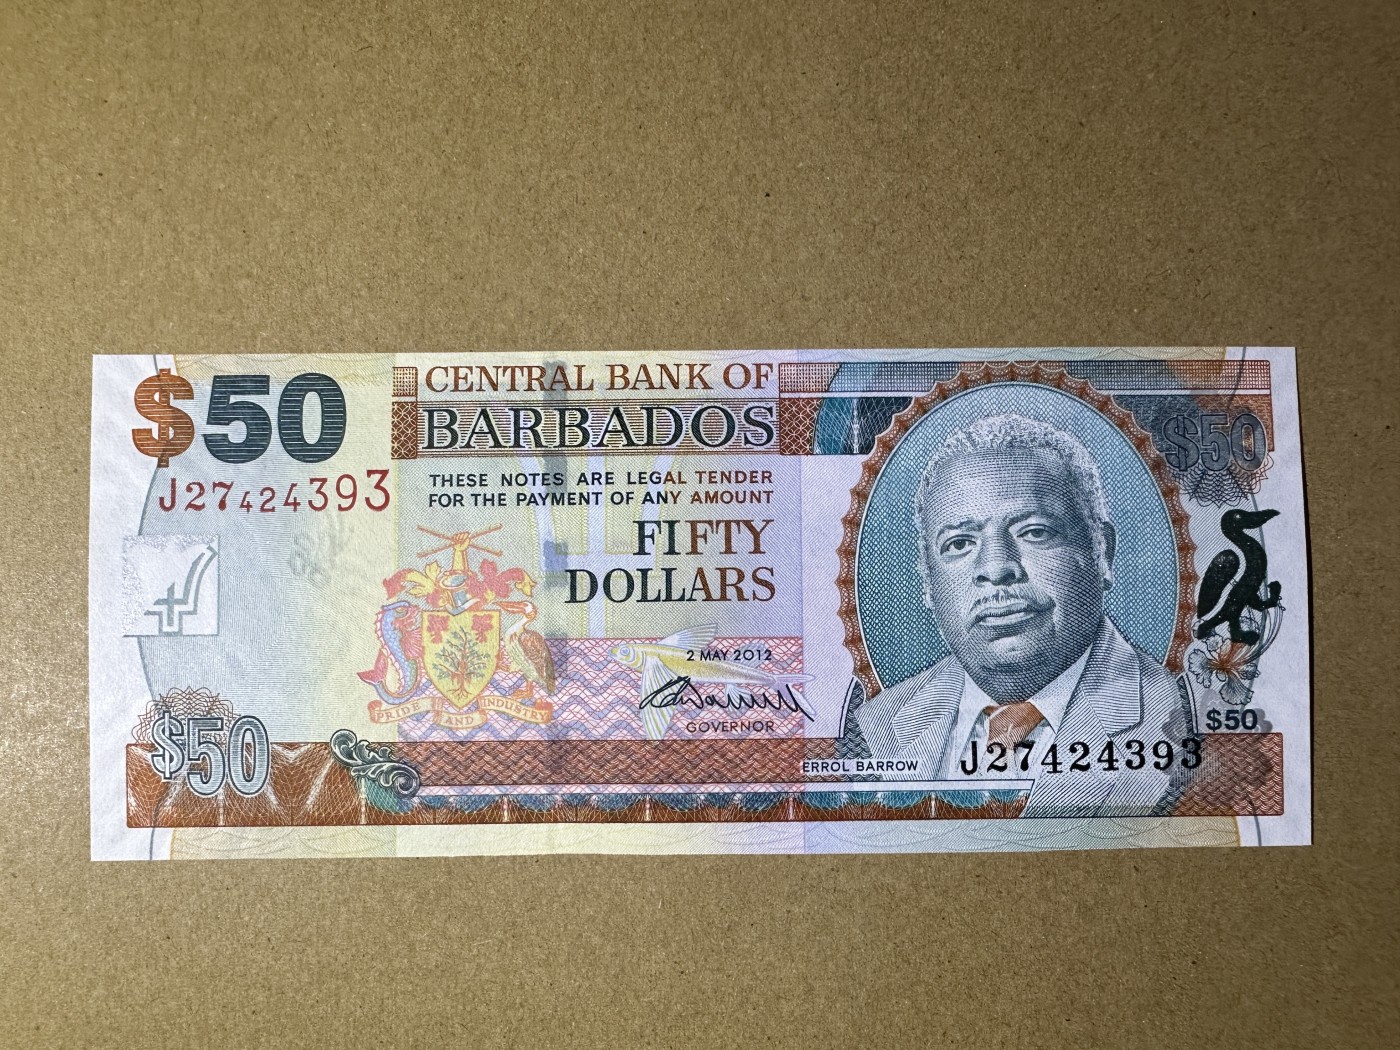 $50
J27424393
CENTRAL BANK OF
BARBADOS
THESE NOTES ARE LEGAL TENDER
FOR THE PAYMENT OF ANY AMOUNT
FIFTY
DOLLARS
2 MAY 2012
GOVERNOR
PRIDE AND INDUSTRY
$50
$50
$50
ERROL BARROW
J27424393